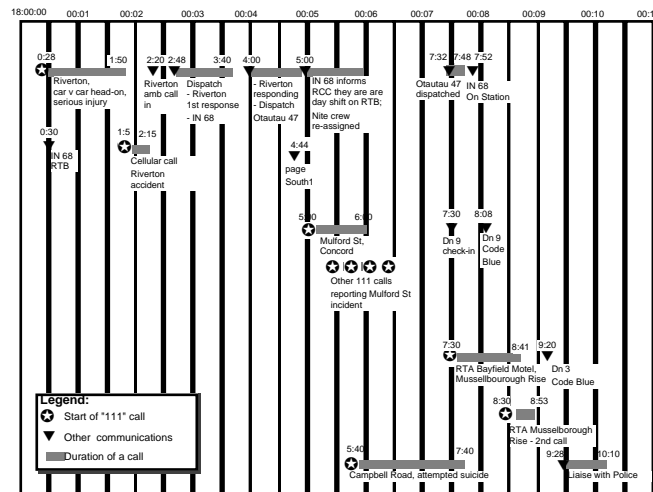 18:00:00 00:01 00:02 00:03 00:04 00:05 00:06 00:07 00:08 00:09 00:10 00:1
0:28 1:50 2:20 2:48 3:40 4:00 5:00 7:32 7:48 7:52
Riverton,
car v car head-on,
serious injury
Riverton
amb call
in
Dispatch
- Riverton
1st response
- IN 68
- Riverton
responding
- Dispatch
Otautau 47
IN 68 informs
RCC they are are
day shift on RTB;
Nite crew
re-assigned
Otautau 47
dispatched
IN 68
On Station
0:30
IN 68
RTB
1:5 2:15
Cellular call
Riverton
accident
4:44
page
South1
5:00 6:00
Mulford St,
Concord
Other 111 calls
reporting Mulford St
incident
7:30 8:08
Dn 9
check-in
Dn 9
Code
Blue
7:30 8:41 9:20
RTA Bayfield Motel,
Mussellbourough Rise
Dn 3
Code Blue
8:30 8:53
RTA Musselborough
Rise - 2nd call
5:40 7:40
Campbell Road, attempted suicide
9:28 10:10
Liaise with Police
Legend:
Start of "111" call
Other communications
Duration of a call